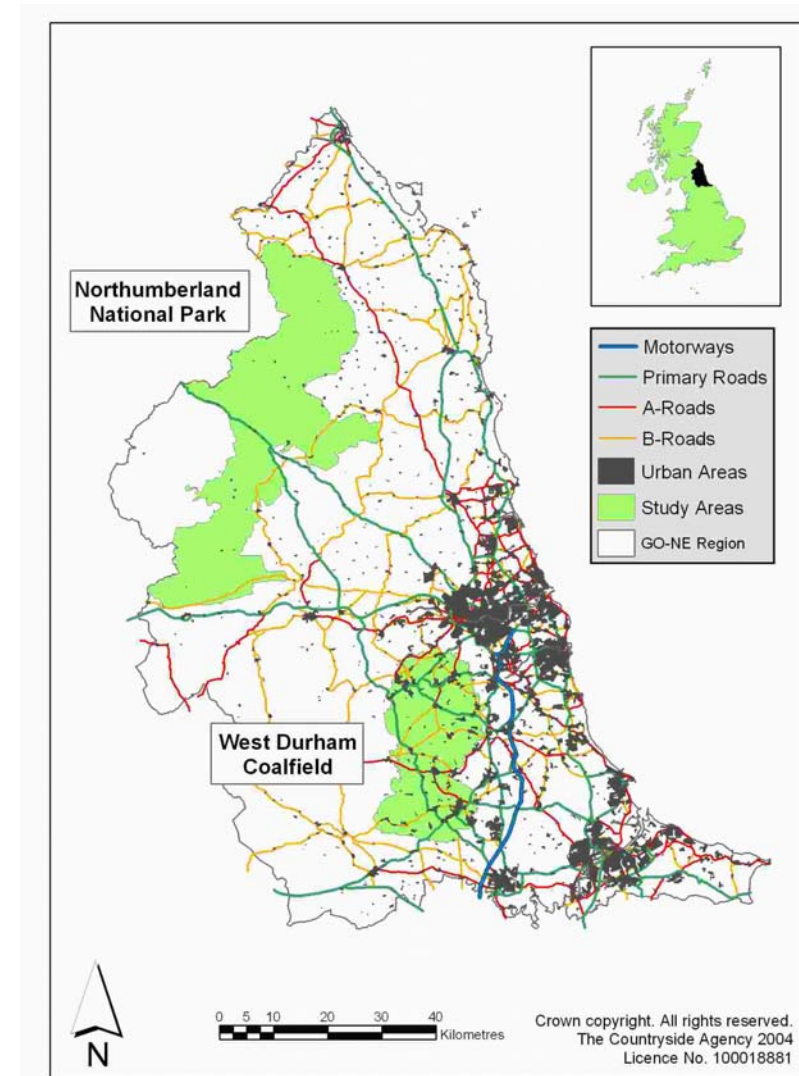 Northumberland
National Park
West Durham
Coalfield
Motorways
Primary Roads
A-Roads
B-Roads
Urban Areas
Study Areas
GO-NE Region
N
0 5 10 20 30 40
Kilometres
Crown copyright. All rights reserved.
The Countryside Agency 2004
Licence No. 100018881